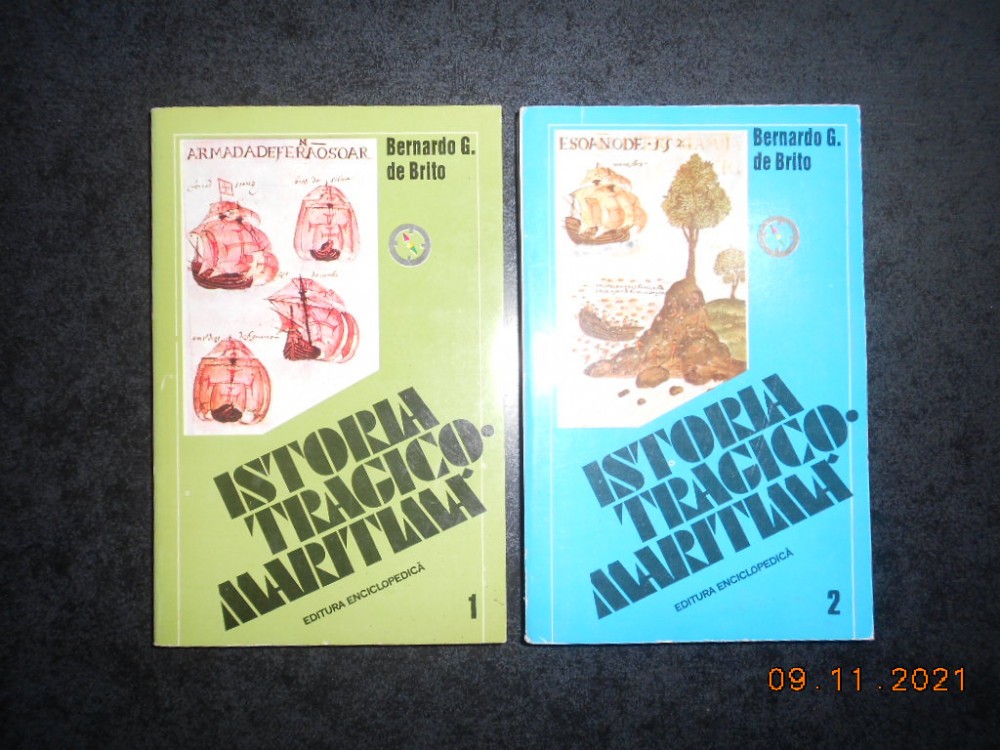 ARMADADEFERNÃOSOAR
Bernardo G.
de Brito
ISTORIA
TRAGICO-
MARITIMĂ
EDITURA ENCICLOPEDICĂ
1
Bernardo G.
de Brito
ISTORIA
TRAGICO-
MARITIMĂ
EDITURA ENCICLOPEDICĂ
2
09.11.2021